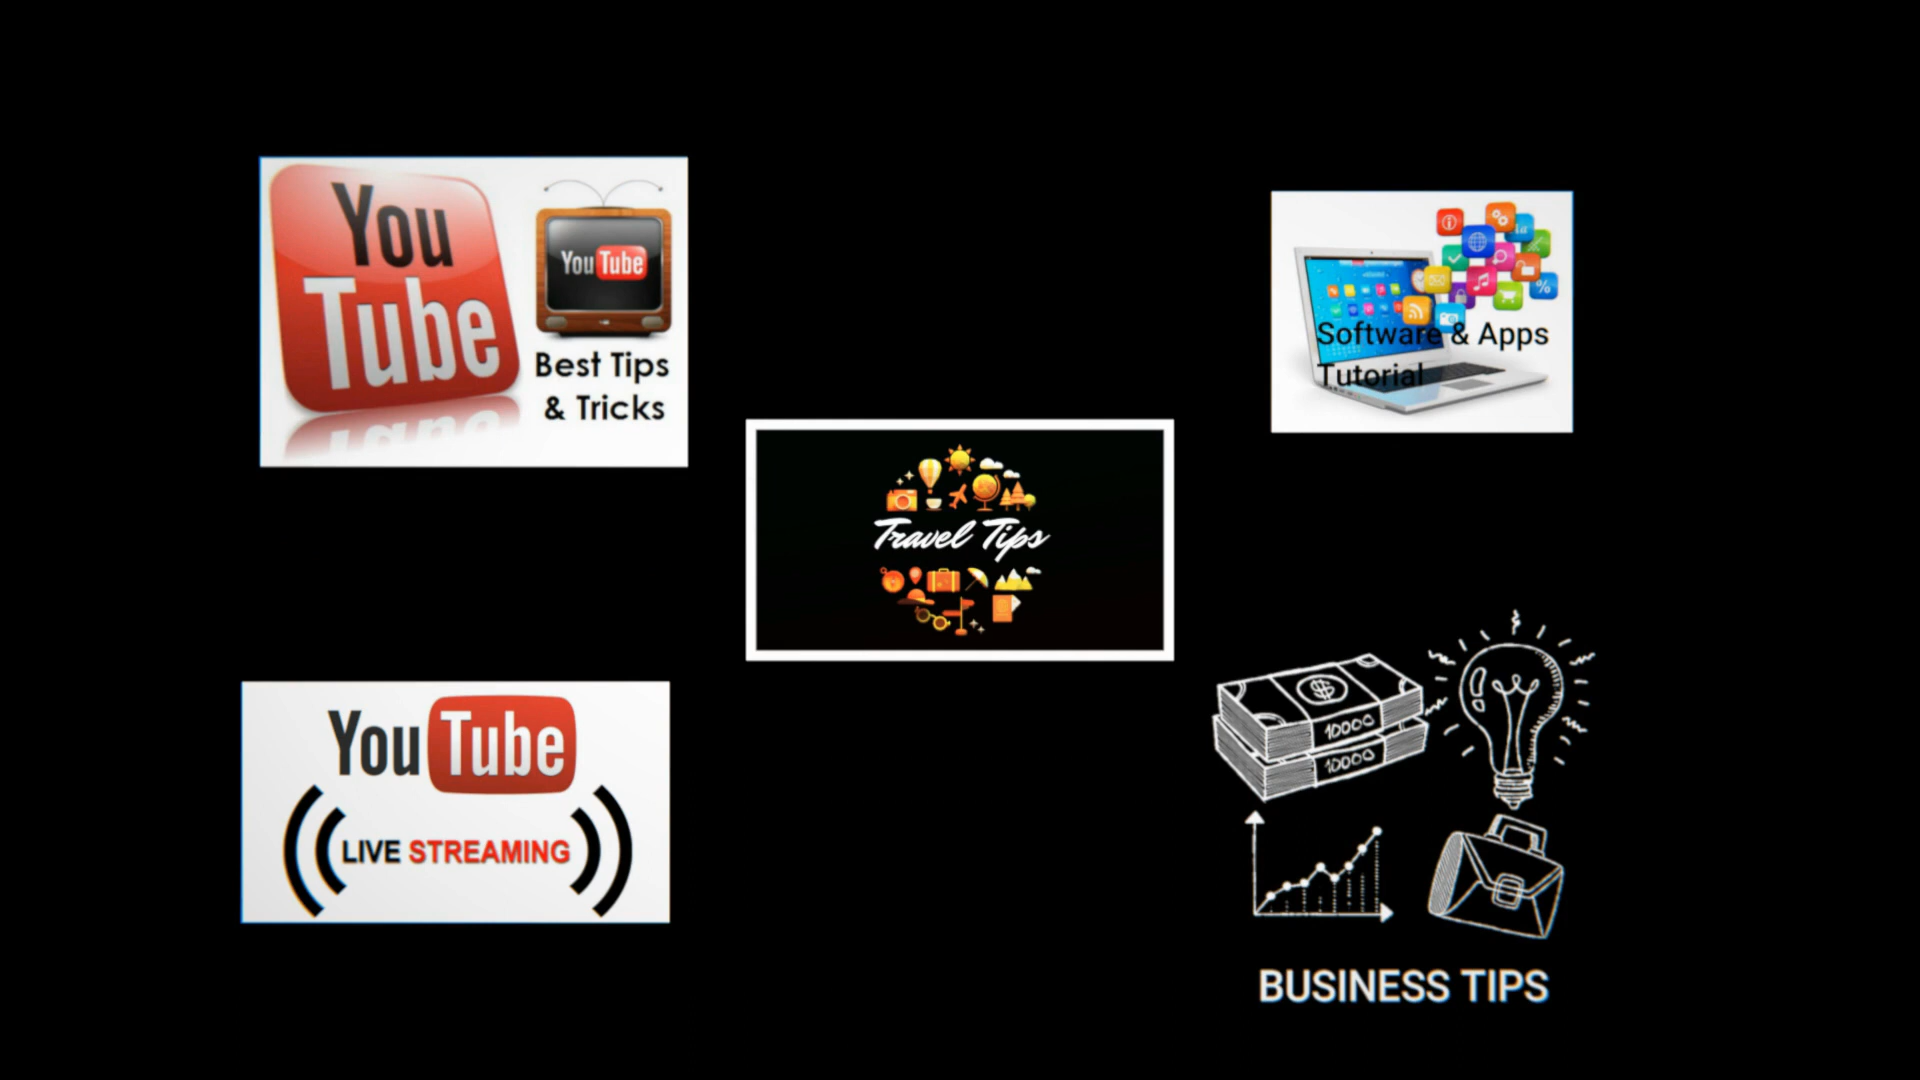 You
Tube
You Tube
Best Tips
& Tricks
Software & Apps
Tutorial
Travel Tips
You Tube
LIVE STREAMING
10000
10000
BUSINESS TIPS